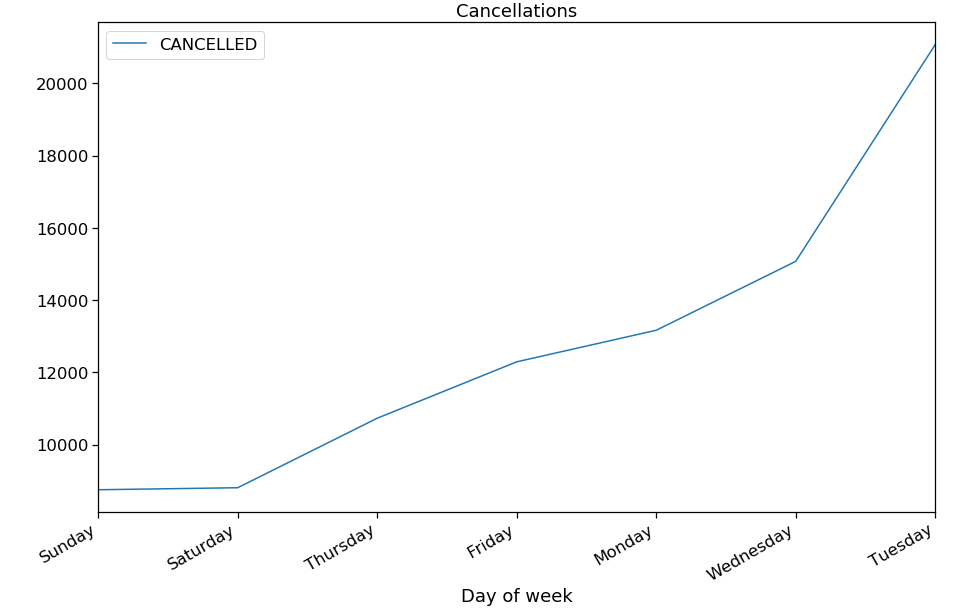 Cancellations
CANCELLED
20000
18000
16000
14000
12000
10000
Sunday
Saturday
Thursday
Friday
Monday
Wednesday
Tuesday
Day of week